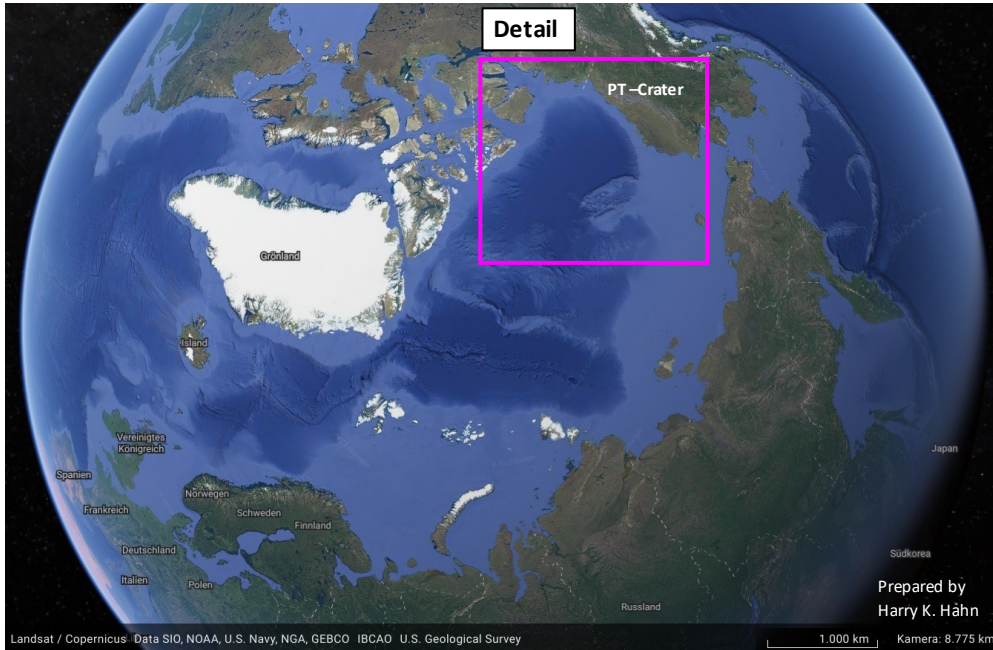 Detail
PT–Crater
Grönland
Island
Vereinigtes
Königreich
Spanien
Japan
Norwegen
Frankreich
Schweden
Finnland
Deutschland
Südkorea
Italien
Polen
Russland
Prepared by
Harry K. Hahn
Landsat / Copernicus Data SIO, NOAA, U.S. Navy, NGA, GEBCO IBCAO U.S. Geological Survey
1.000 km
Kamera: 8.775 km